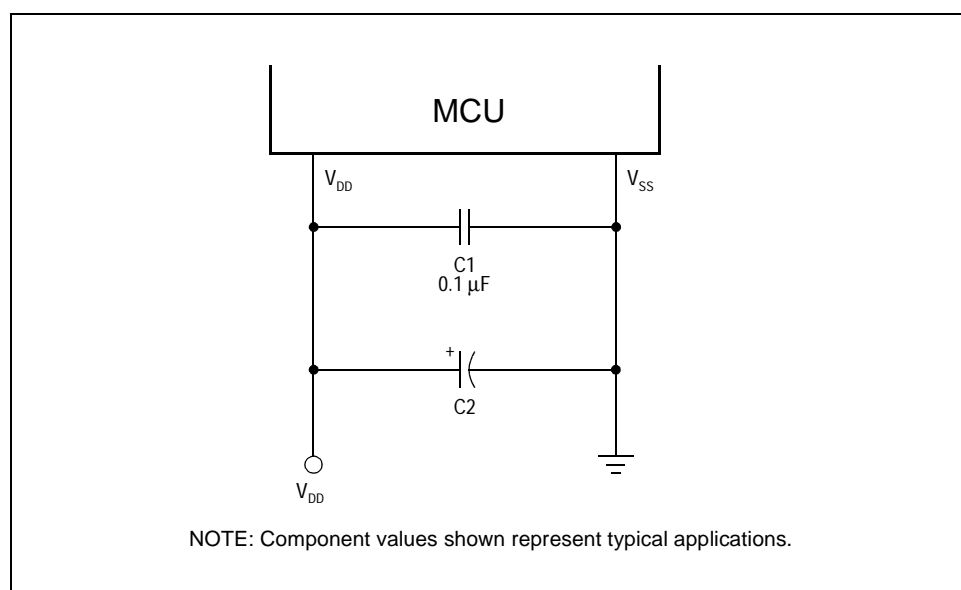 MCU
VDD
VSS
C1
0.1 µF
+
C2
VDD
NOTE: Component values shown represent typical applications.